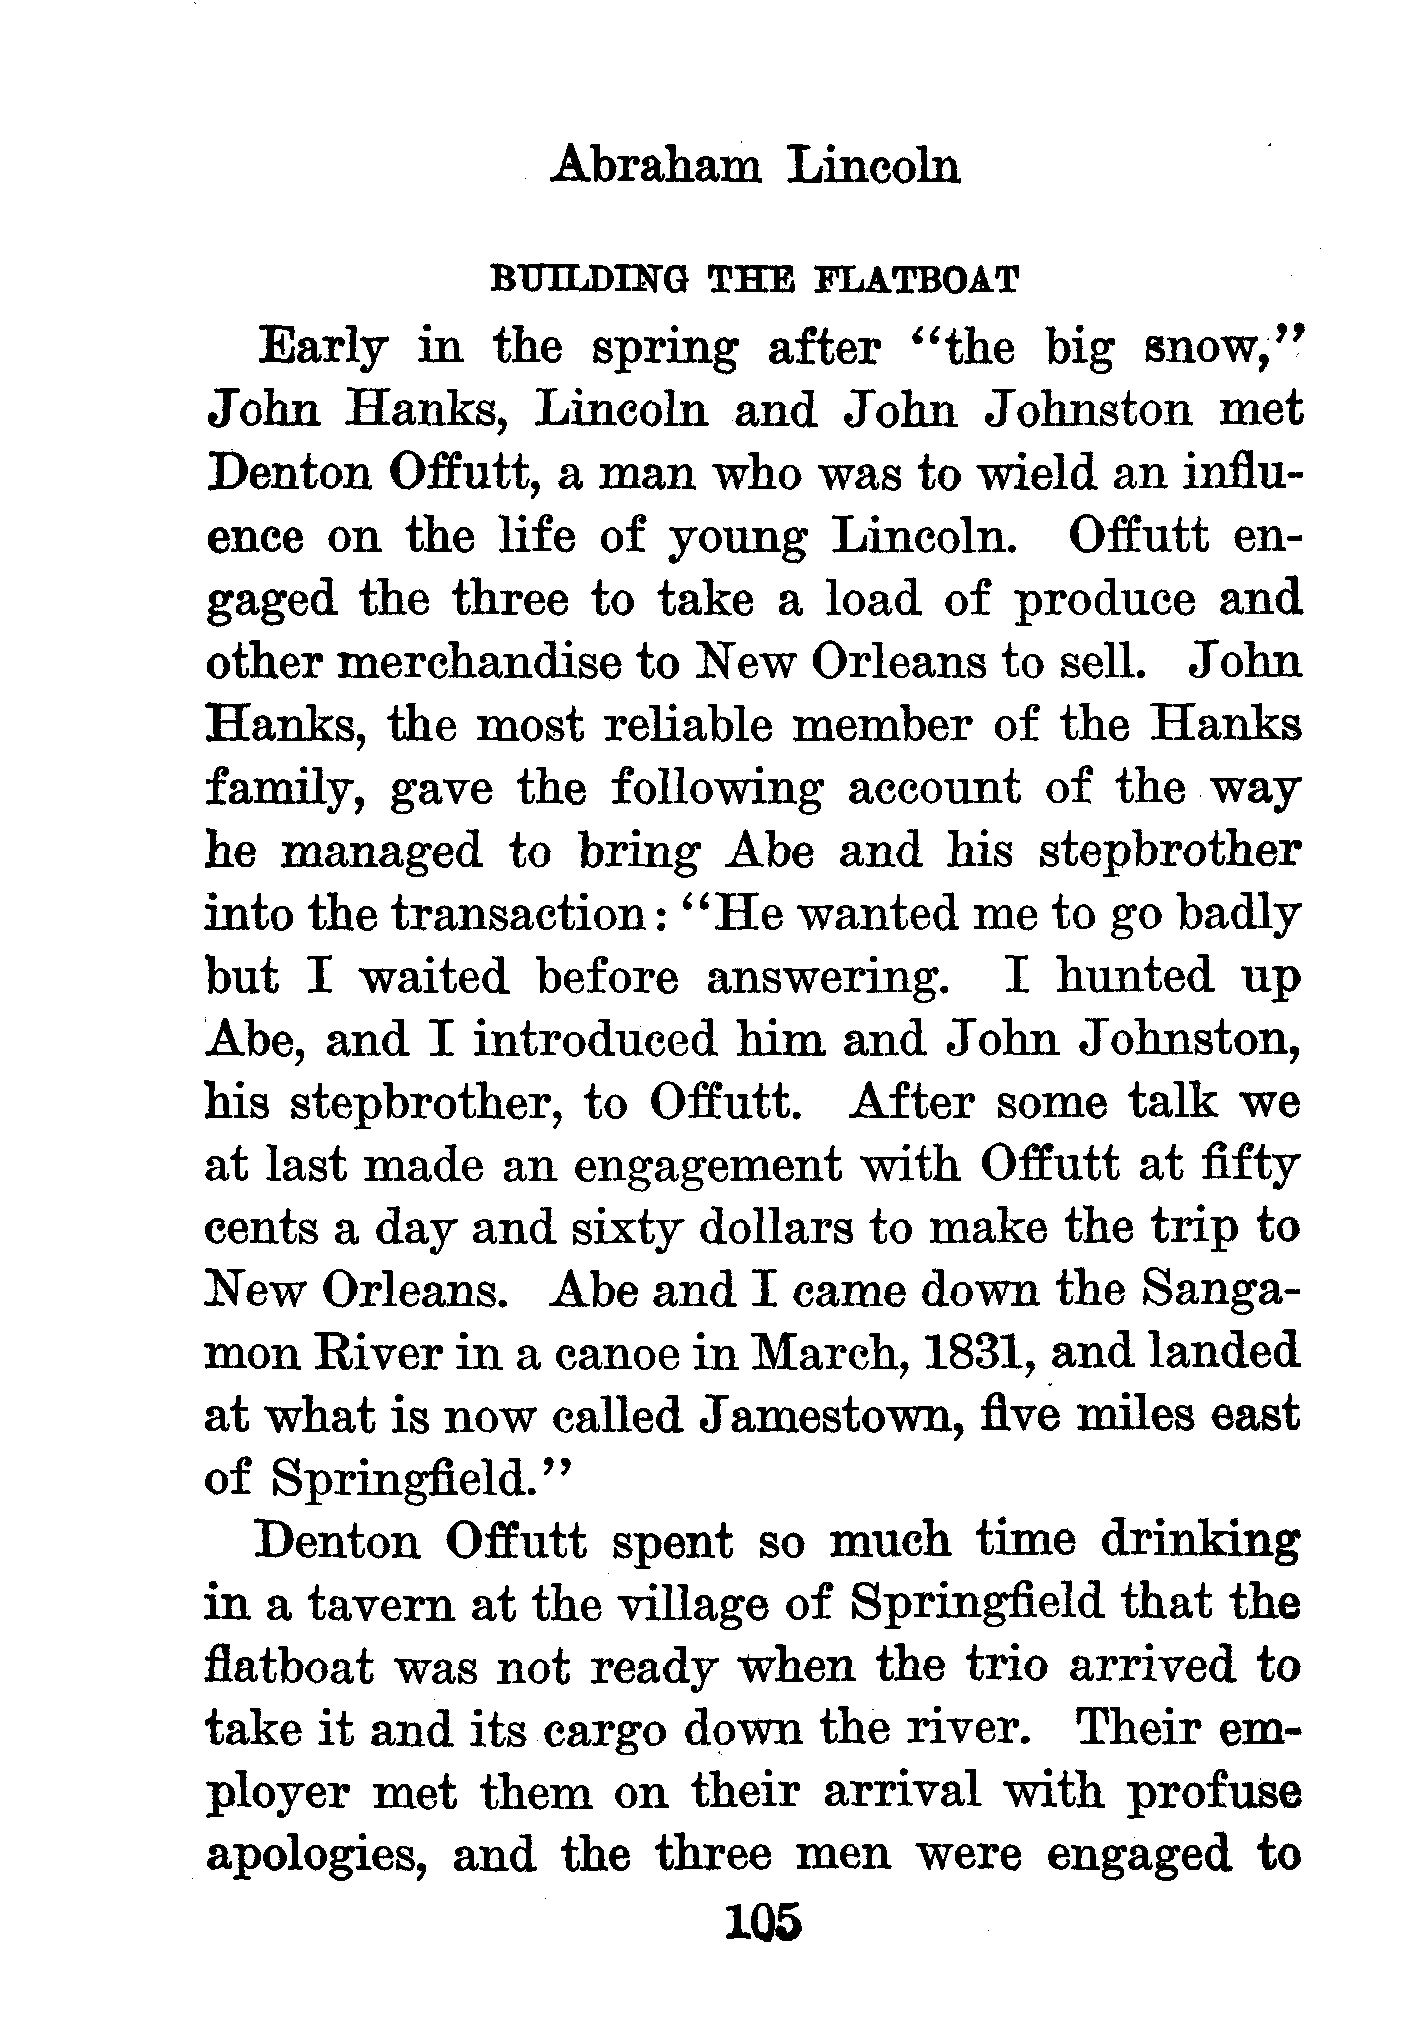 Abraham Lincoln
BUILDING THE FLATBOAT
Early in the spring after “the big snow,”
John Hanks, Lincoln and John Johnston met
Denton Offutt, a man who was to wield an influ-
ence on the life of young Lincoln. Offutt en-
gaged the three to take a load of produce and
other merchandise to New Orleans to sell. John
Hanks, the most reliable member of the Hanks
family, gave the following account of the way
he managed to bring Abe and his stepbrother
into the transaction: “He wanted me to go badly
but I waited before answering. I hunted up
Abe, and I introduced him and John Johnston,
his stepbrother, to Offutt. After some talk we
at last made an engagement with Offutt at fifty
cents a day and sixty dollars to make the trip to
New Orleans. Abe and I came down the Sanga-
mon River in a canoe in March, 1831, and landed
at what is now called Jamestown, five miles east
of Springfield.”
Denton Offutt spent so much time drinking
in a tavern at the village of Springfield that the
flatboat was not ready when the trio arrived to
take it and its cargo down the river. Their em-
ployer met them on their arrival with profuse
apologies, and the three men were engaged to
105